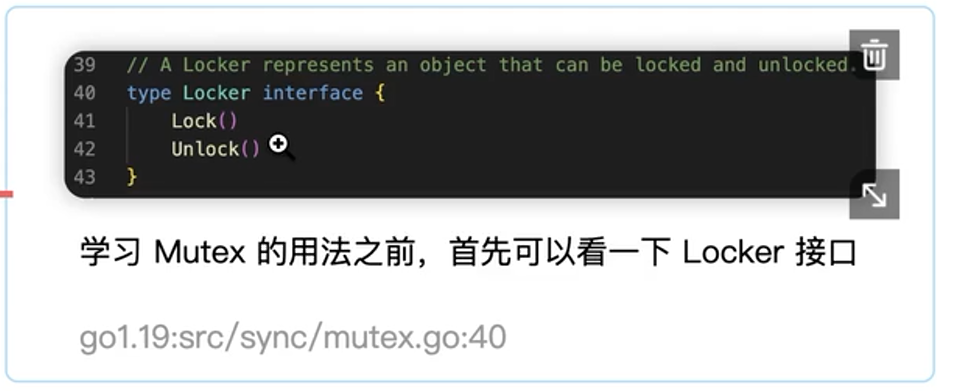 39 // A Locker represents an object that can be locked and unlocked.
40 type Locker interface {
41 Lock()
42 Unlock()
43 }
学习 Mutex 的用法之前，首先可以看一下 Locker 接口
go1.19:src/sync/mutex.go:40